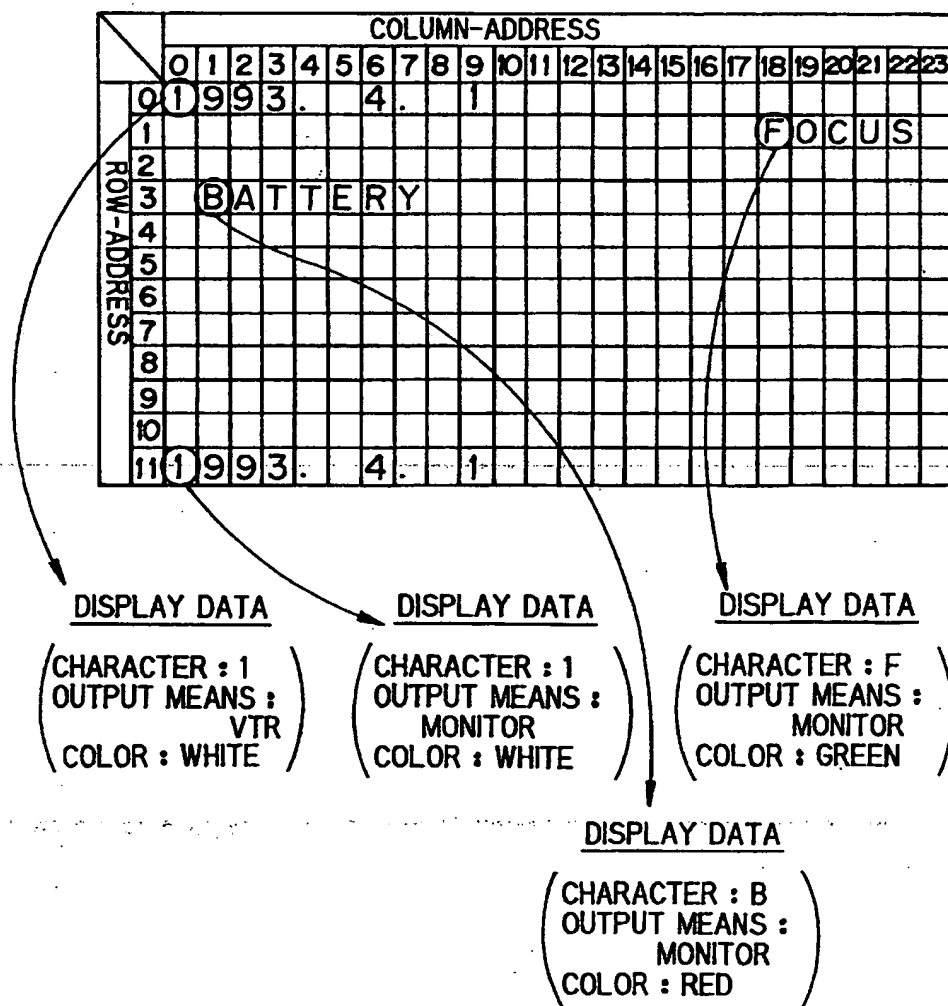 COLUMN-ADDRESS
0 1 2 3 4 5 6 7 8 9 10 11 12 13 14 15 16 17 18 19 20 21 22 23
ROW-ADDRESS
0 1 9 9 3 . 4 . 1
1 F O C U S
2
3 B A T T E R Y
4
5
6
7
8
9
10
11 1 9 9 3 . 4 . 1
DISPLAY DATA DISPLAY DATA DISPLAY DATA
CHARACTER : 1 CHARACTER : 1 CHARACTER : F
OUTPUT MEANS : OUTPUT MEANS : OUTPUT MEANS :
VTR MONITOR MONITOR
COLOR : WHITE COLOR : WHITE COLOR : GREEN
DISPLAY DATA
CHARACTER : B
OUTPUT MEANS :
MONITOR
COLOR : RED